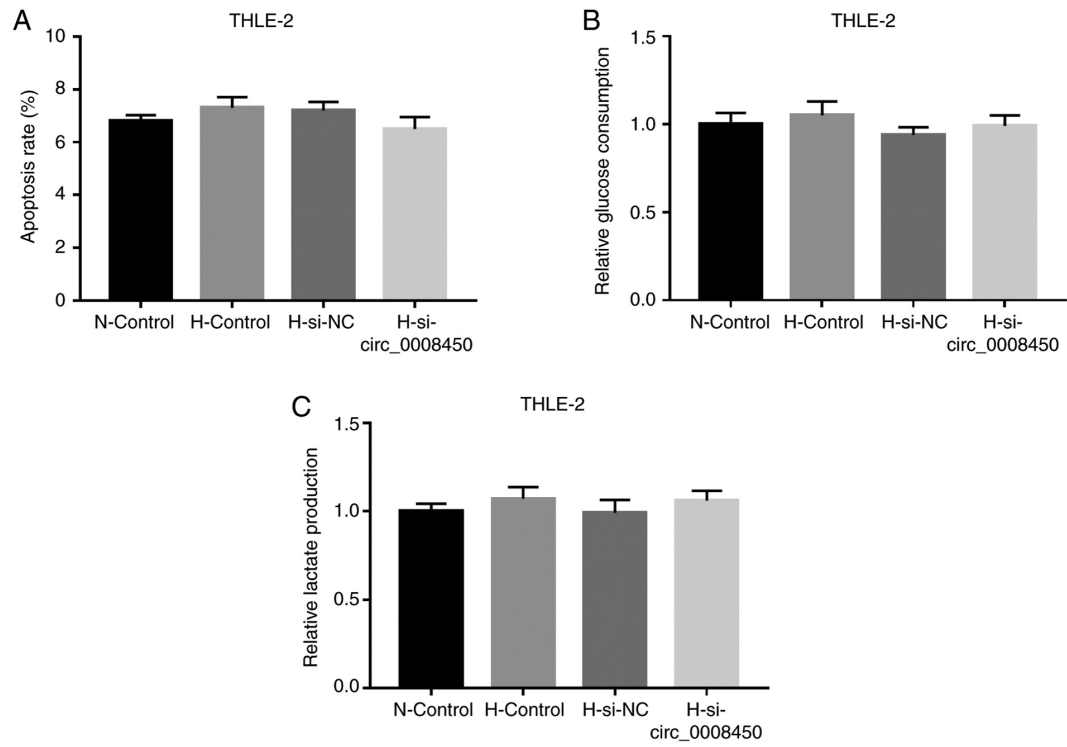 A
THLE-2
Apoptosis rate (%)
10
8
6
4
2
0
N-Control
H-Control
H-si-NC
H-si-
circ_0008450
B
THLE-2
Relative glucose consumption
1.5
1.0
0.5
0.0
N-Control
H-Control
H-si-NC
H-si-
circ_0008450
C
THLE-2
Relative lactate production
1.5
1.0
0.5
0.0
N-Control
H-Control
H-si-NC
H-si-
circ_0008450